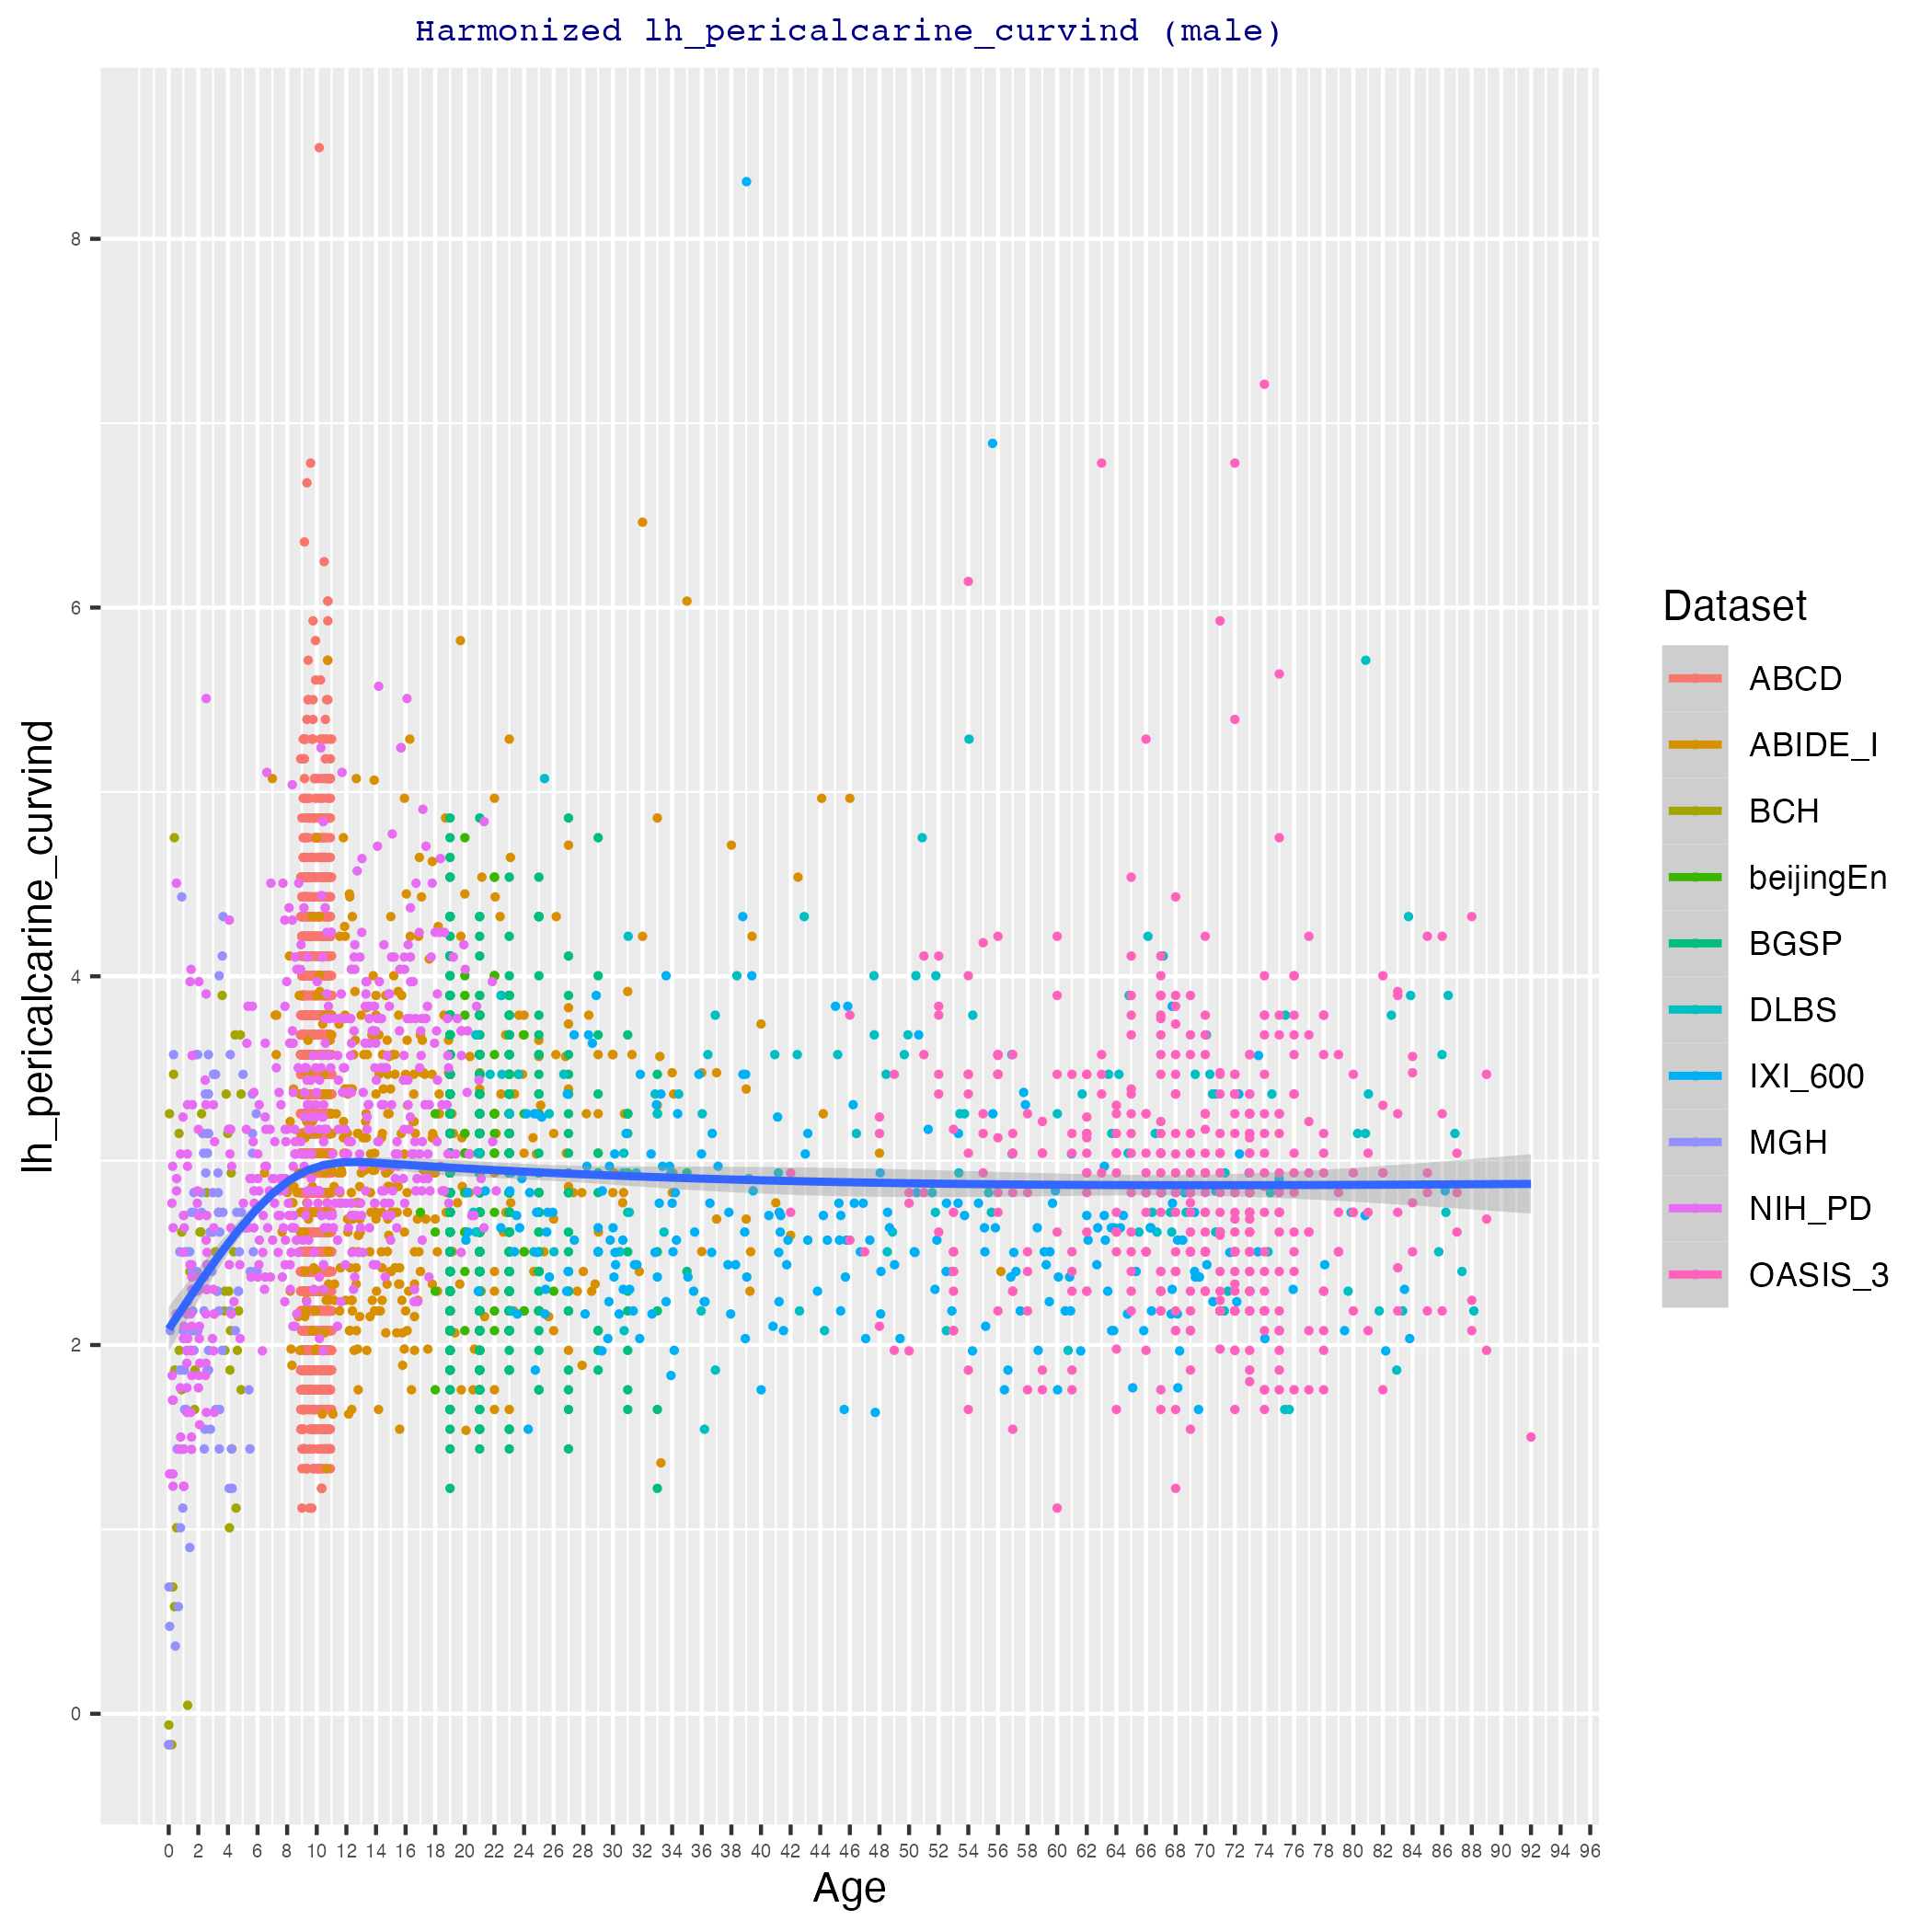 Harmonized lh_pericalcarine_curvind (male)
lh_pericalcarine_curvind
8
6
4
2
0
0 2 4 6 8 10 12 14 16 18 20 22 24 26 28 30 32 34 36 38 40 42 44 46 48 50 52 54 56 58 60 62 64 66 68 70 72 74 76 78 80 82 84 86 88 90 92 94 96
Age
Dataset
ABCD
ABIDE_I
BCH
beijingEn
BGSP
DLBS
IXI_600
MGH
NIH_PD
OASIS_3